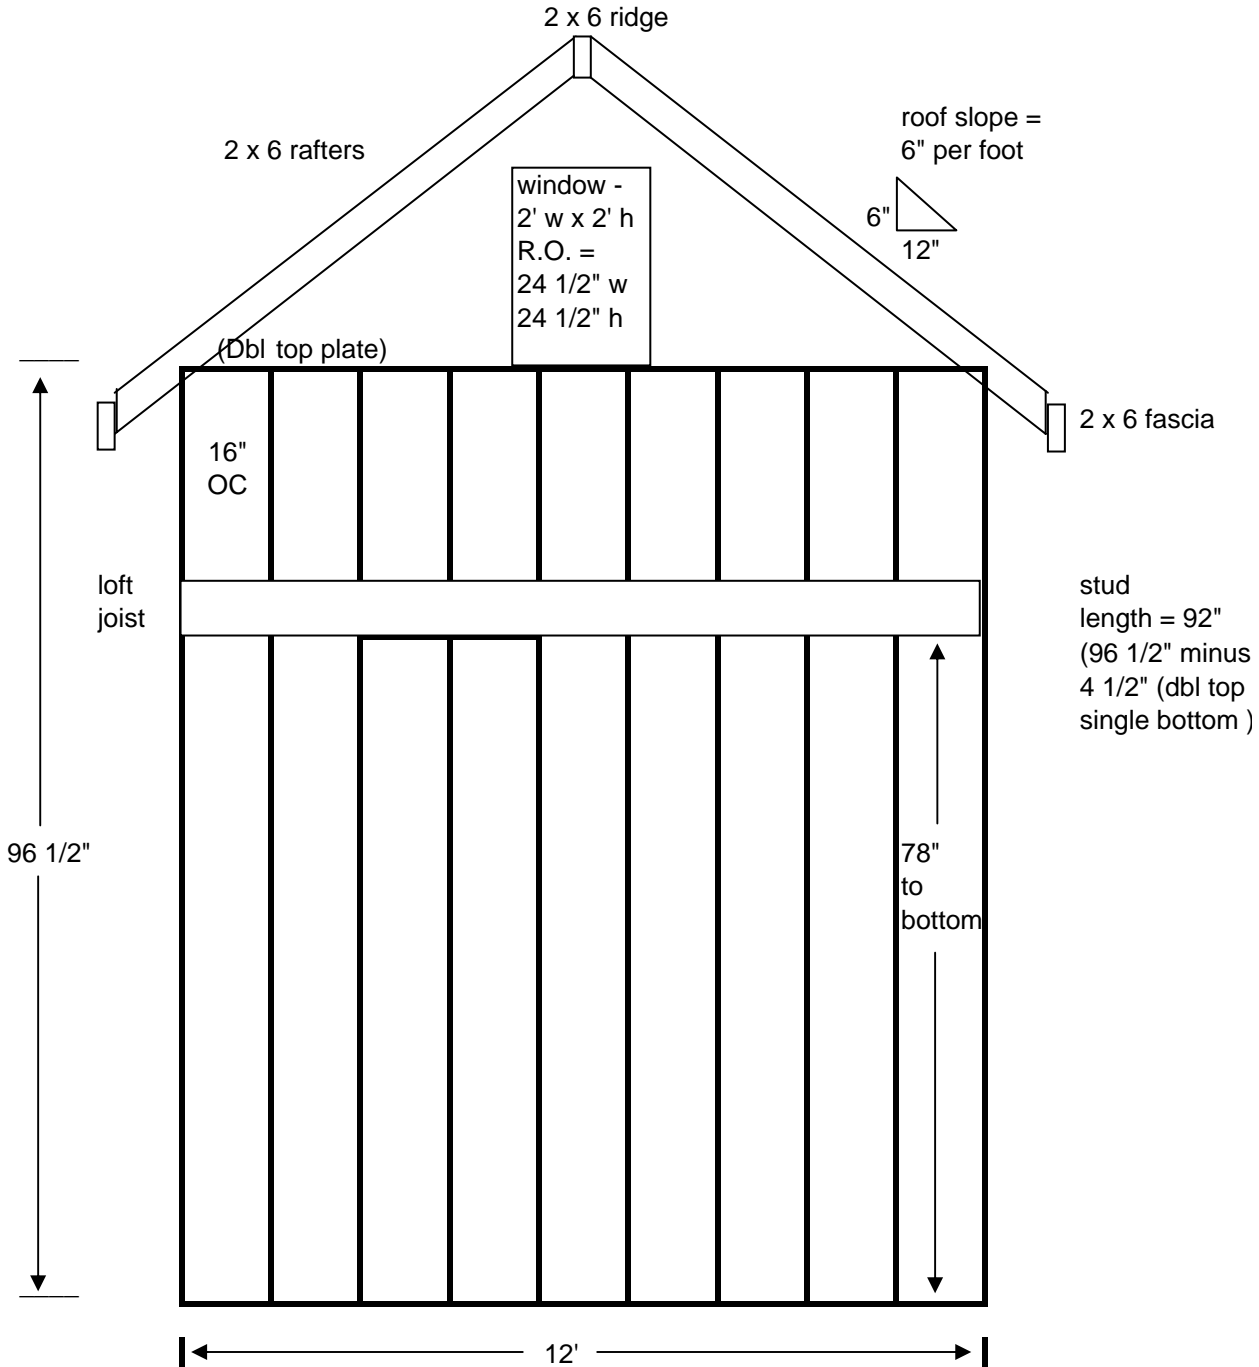 2 x 6 ridge
roof slope =
6" per foot
2 x 6 rafters
window -
2' w x 2' h
R.O. =
24 1/2" w
24 1/2" h
6"
12"
(Dbl top plate)
2 x 6 fascia
16"
OC
loft
joist
stud
length = 92"
(96 1/2" minus
4 1/2" (dbl top
single bottom )
96 1/2"
78"
to
bottom
12'